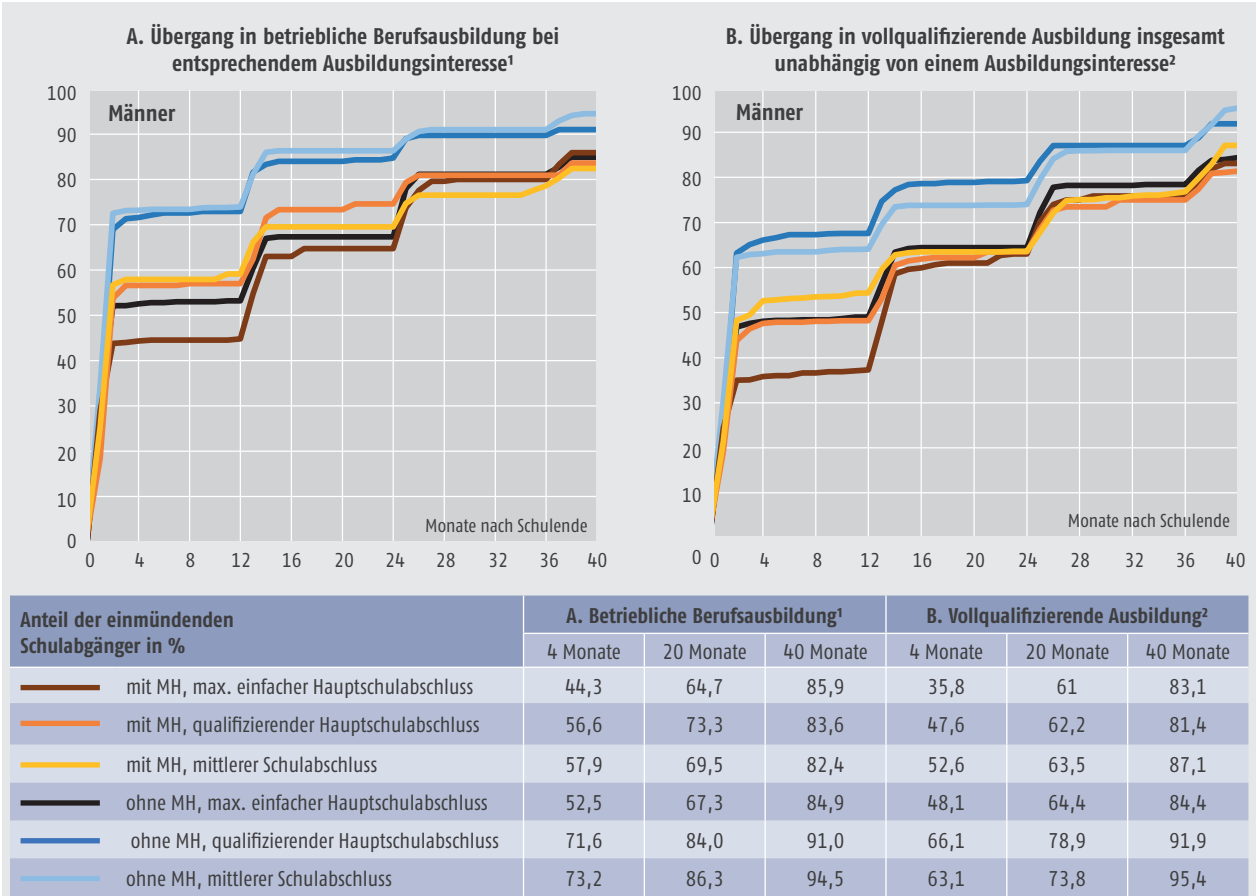 A. Übergang in betriebliche Berufsausbildung bei
entsprechendem Ausbildungsinteresse¹
100
90
80
70
60
50
40
30
20
10
0
Männer
Monate nach Schulende
0 4 8 12 16 20 24 28 32 36 40
B. Übergang in vollqualifizierende Ausbildung insgesamt
unabhängig von einem Ausbildungsinteresse²
100
90
80
70
60
50
40
30
20
10
0
Männer
Monate nach Schulende
0 4 8 12 16 20 24 28 32 36 40
Anteil der einmündenden
Schulabgänger in %
A. Betriebliche Berufsausbildung¹ B. Vollqualifizierende Ausbildung²
4 Monate 20 Monate 40 Monate 4 Monate 20 Monate 40 Monate
mit MH, max. einfacher Hauptschulabschluss 44,3 64,7 85,9 35,8 61 83,1
mit MH, qualifizierender Hauptschulabschluss 56,6 73,3 83,6 47,6 62,2 81,4
mit MH, mittlerer Schulabschluss 57,9 69,5 82,4 52,6 63,5 87,1
ohne MH, max. einfacher Hauptschulabschluss 52,5 67,3 84,9 48,1 64,4 84,4
ohne MH, qualifizierender Hauptschulabschluss 71,6 84,0 91,0 66,1 78,9 91,9
ohne MH, mittlerer Schulabschluss 73,2 86,3 94,5 63,1 73,8 95,4